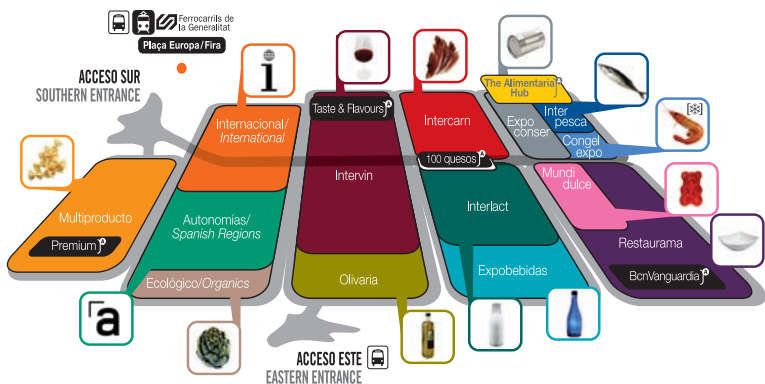 Ferrocarrils de
la Generalitat
Plaça Europa/Fira
ACCESO SUR
SOUTHERN ENTRANCE
i
The Alimentaria
Hub
Taste & Flavours
Internacional/
International
Intercarn
Expo
conser
Inter
pesca
Congel
expo
100 quesos
Intervin
Mundi
dulce
Multiproducto
Premium
Autonomías/
Spanish Regions
Interlact
Restaurama
Ecológico/Organics
Olivaria
Expobebidas
BcnVanguardia
a
ACCESO ESTE
EASTERN ENTRANCE